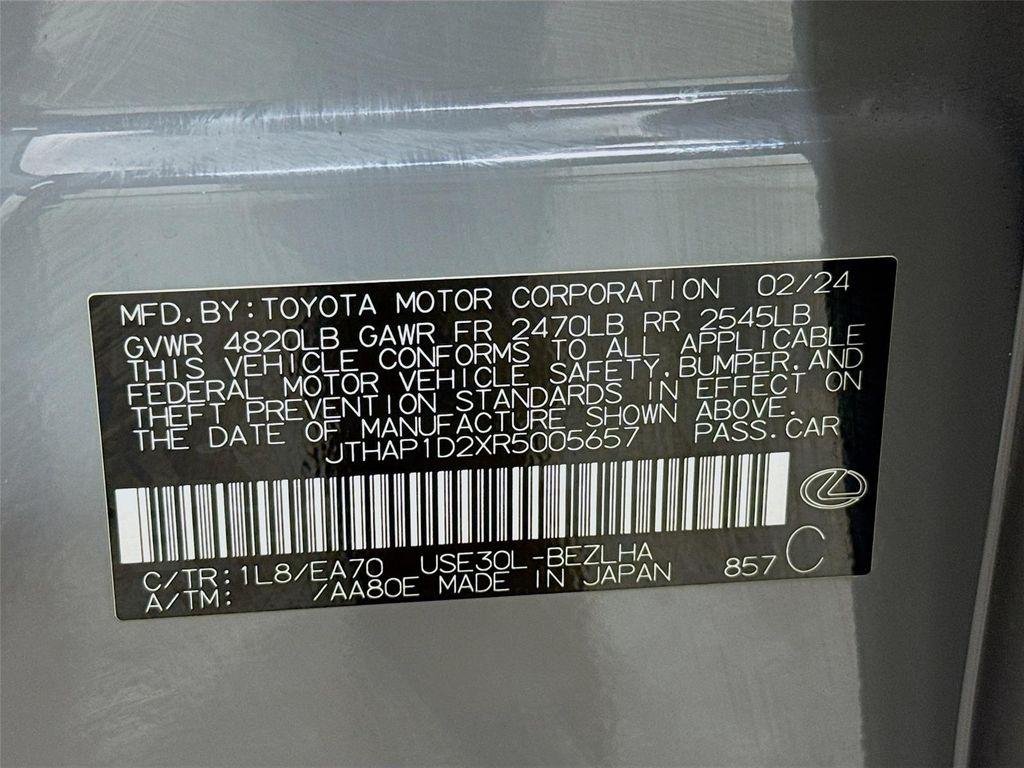 MFD. BY: TOYOTA MOTOR CORPORATION 02/24
GVWR 4820LB GAWR FR 2470LB RR 2545LB
THIS VEHICLE CONFORMS TO ALL APPLICABLE
FEDERAL MOTOR VEHICLE SAFETY, BUMPER, AND
THEFT PREVENTION STANDARDS IN EFFECT ON
THE DATE OF MANUFACTURE SHOWN ABOVE.
JTHAP1D2XR5005657 PASS. CAR
C/TR: 1L8/EA70 USE30L-BEZLHA 857 C
A/TM: /AA80E MADE IN JAPAN